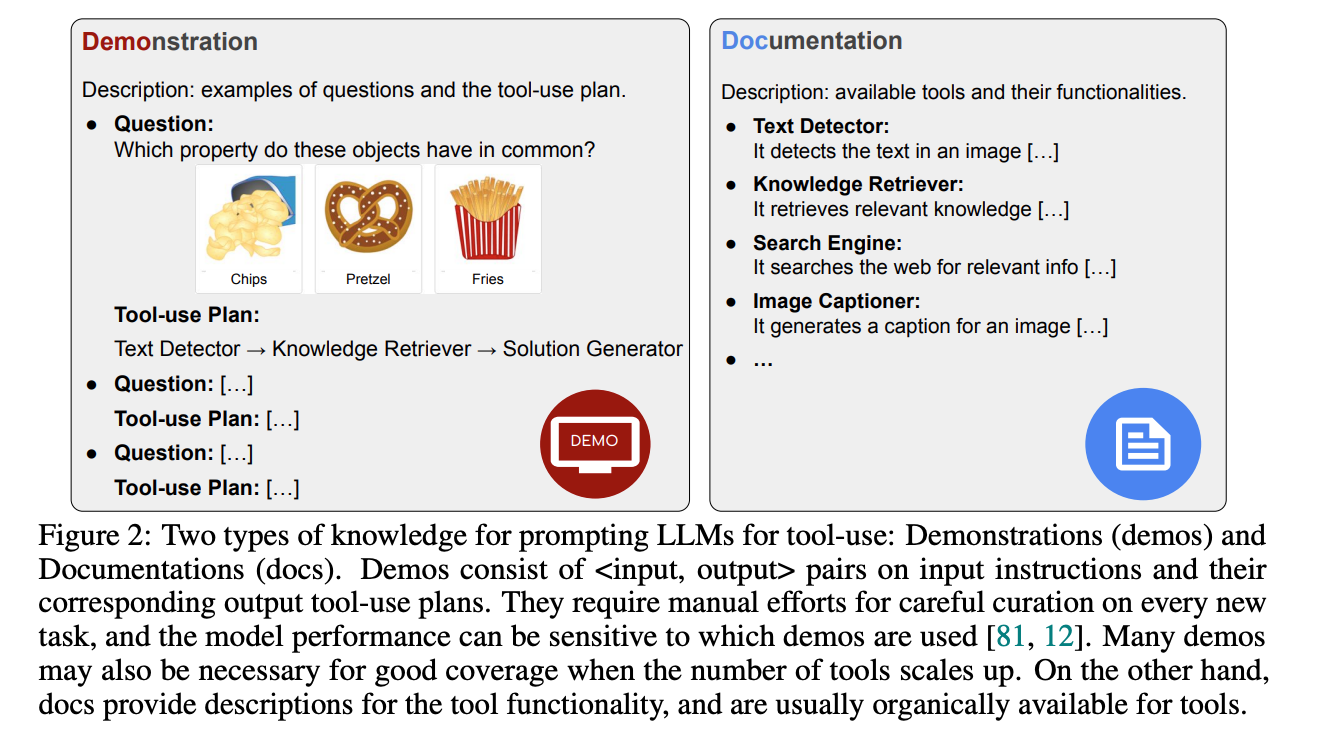 Demonstration
Description: examples of questions and the tool-use plan.
● Question:
Which property do these objects have in common?
Chips
Pretzel
Fries
Tool-use Plan:
Text Detector → Knowledge Retriever → Solution Generator
● Question: […]
Tool-use Plan: […]
● Question: […]
Tool-use Plan: […]
DEMO
Documentation
Description: available tools and their functionalities.
● Text Detector:
It detects the text in an image […]
● Knowledge Retriever:
It retrieves relevant knowledge […]
● Search Engine:
It searches the web for relevant info […]
● Image Captioner:
It generates a caption for an image […]
● …
Figure 2: Two types of knowledge for prompting LLMs for tool-use: Demonstrations (demos) and
Documentations (docs). Demos consist of <input, output> pairs on input instructions and their
corresponding output tool-use plans. They require manual efforts for careful curation on every new
task, and the model performance can be sensitive to which demos are used [81, 12]. Many demos
may also be necessary for good coverage when the number of tools scales up. On the other hand,
docs provide descriptions for the tool functionality, and are usually organically available for tools.